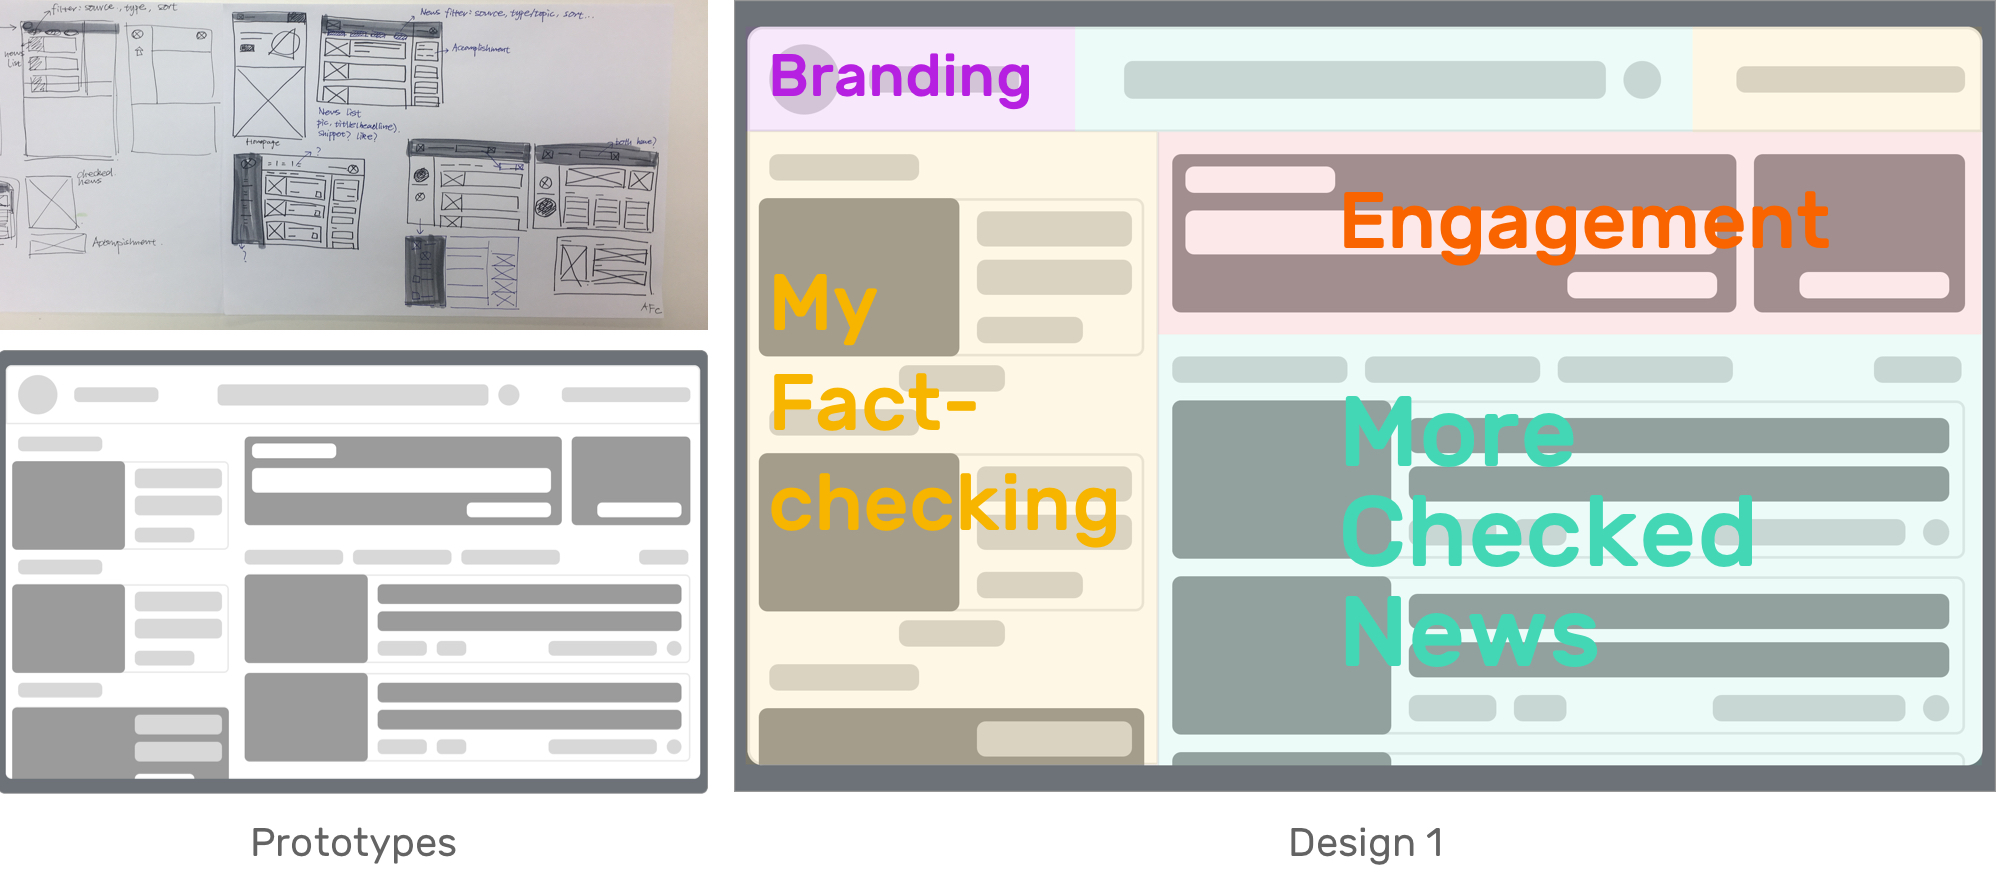 filter: source, type, sort
news
list
checked
news
Accomplishment.
News filter: source, type/topic, sort...
Accomplishment
News list
pic, title(headline),
snippet? like?
Homepage
?
?
both have?
AFC
Branding
Engagement
My
Fact-
checking
More
Checked
News
Prototypes
Design 1